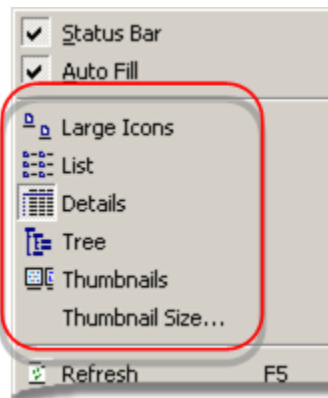 Status Bar
Auto Fill
Large Icons
List
Details
Tree
Thumbnails
Thumbnail Size...
Refresh F5